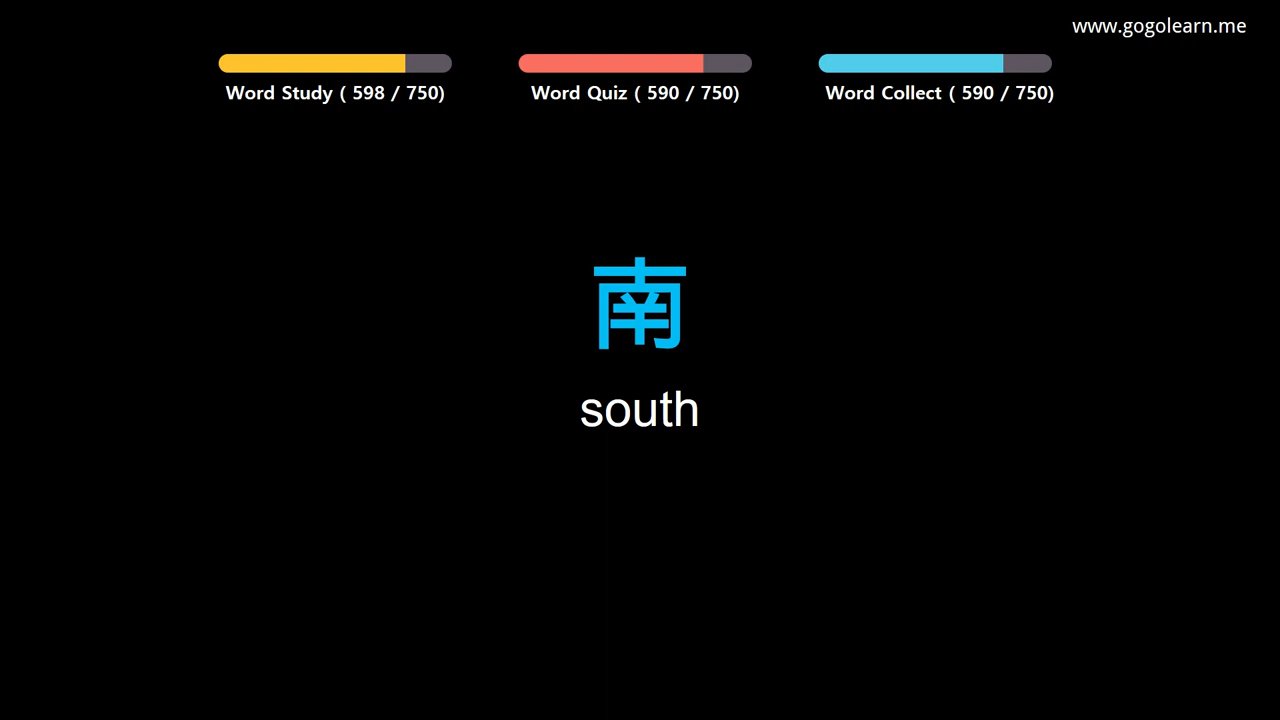 www.gogolearn.me
Word Study ( 598 / 750)
Word Quiz ( 590 / 750)
Word Collect ( 590 / 750)
南
south